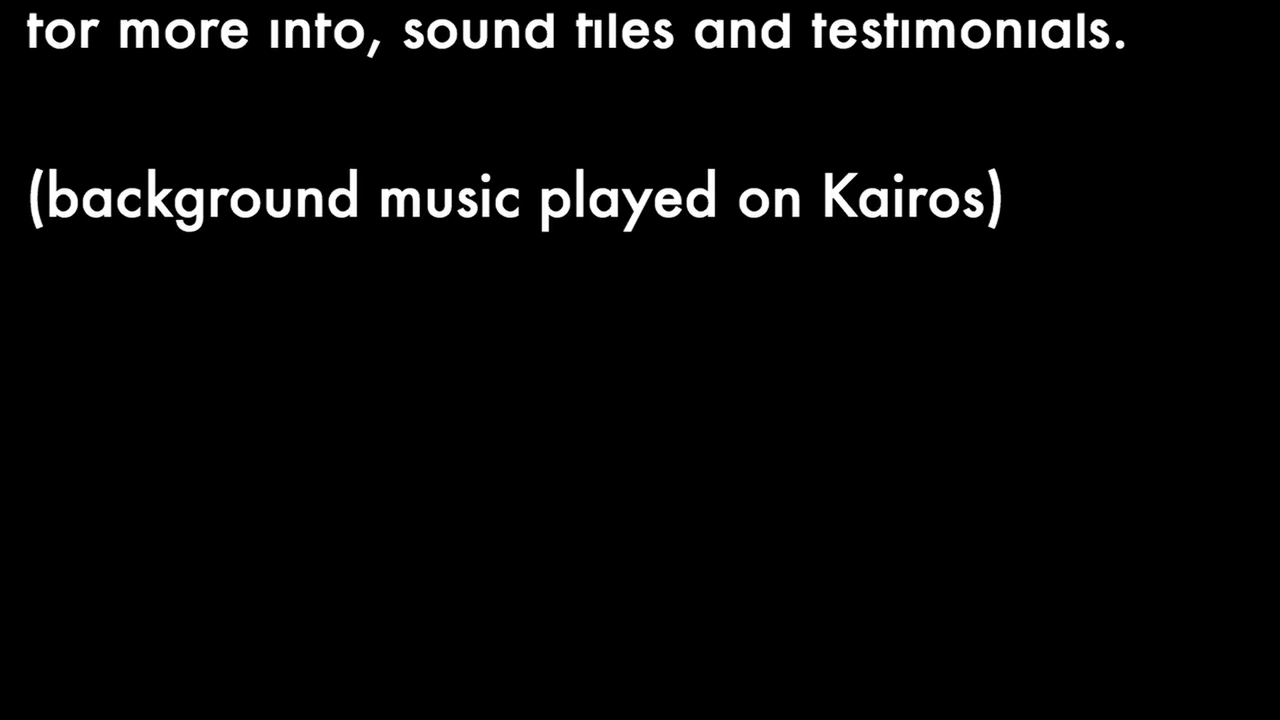 for more info, sound files and testimonials.
(background music played on Kairos)